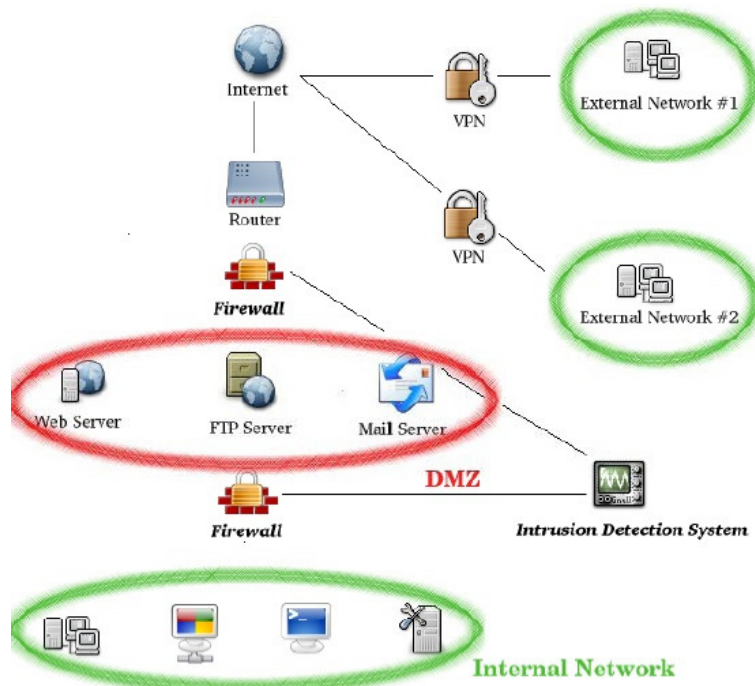 Internet
VPN
External Network #1
Router
VPN
Firewall
External Network #2
Web Server
FTP Server
Mail Server
DMZ
Firewall
Intrusion Detection System
Internal Network